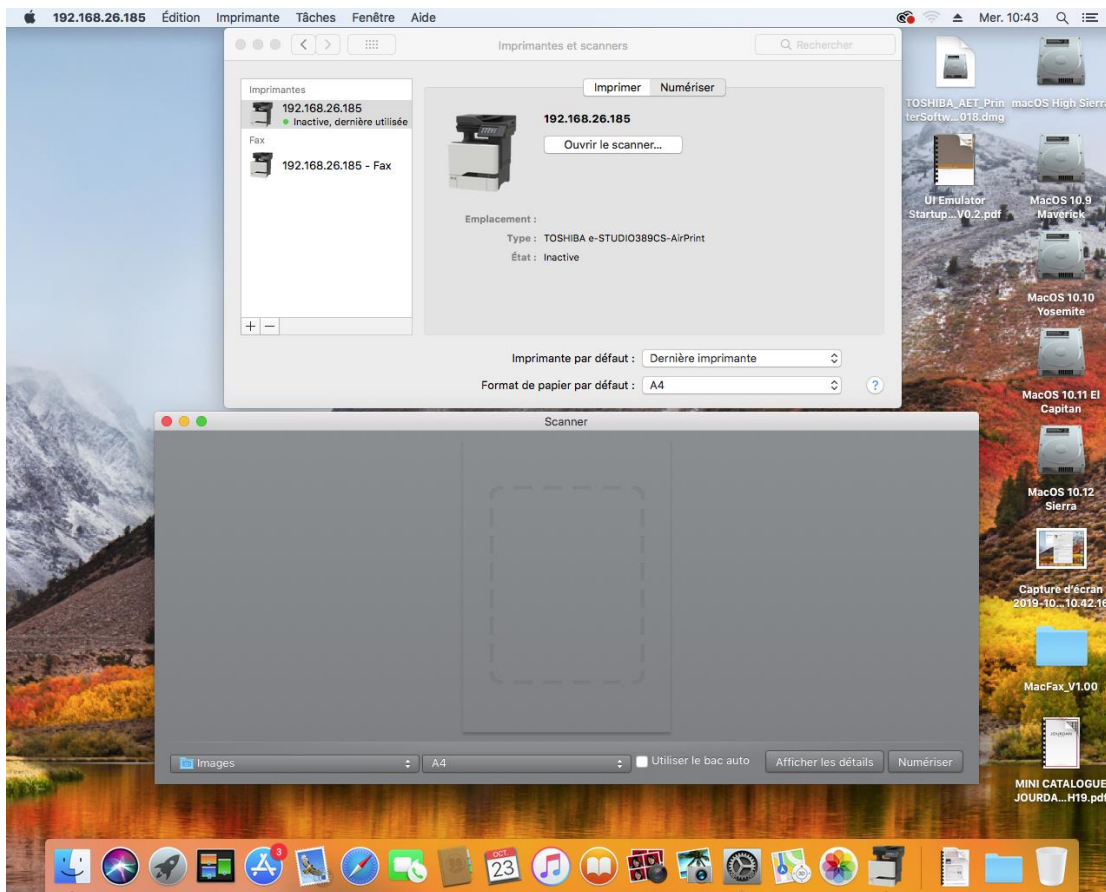 192.168.26.185 Édition Imprimante Tâches Fenêtre Aide
Mer. 10:43
Imprimantes et scanners
Rechercher
Imprimantes
192.168.26.185
Inactive, dernière utilisée
Fax
192.168.26.185 - Fax
+ −
Imprimer Numériser
192.168.26.185
Ouvrir le scanner...
Emplacement :
Type : TOSHIBA e-STUDIO389CS-AirPrint
État : Inactive
Imprimante par défaut : Dernière imprimante
Format de papier par défaut : A4
?
TOSHIBA_AET_Prin
terSoftw...018.dmg
macOS High Sierra
UI Emulator
Startup...V0.2.pdf
MacOS 10.9
Maverick
MacOS 10.10
Yosemite
MacOS 10.11 El
Capitan
MacOS 10.12
Sierra
Capture d'écran
2019-10...10.42.16
MacFax_V1.00
MINI CATALOGUE
JOURDA...H19.pdf
Scanner
Images
A4
Utiliser le bac auto
Afficher les détails
Numériser
3
OCT.
23